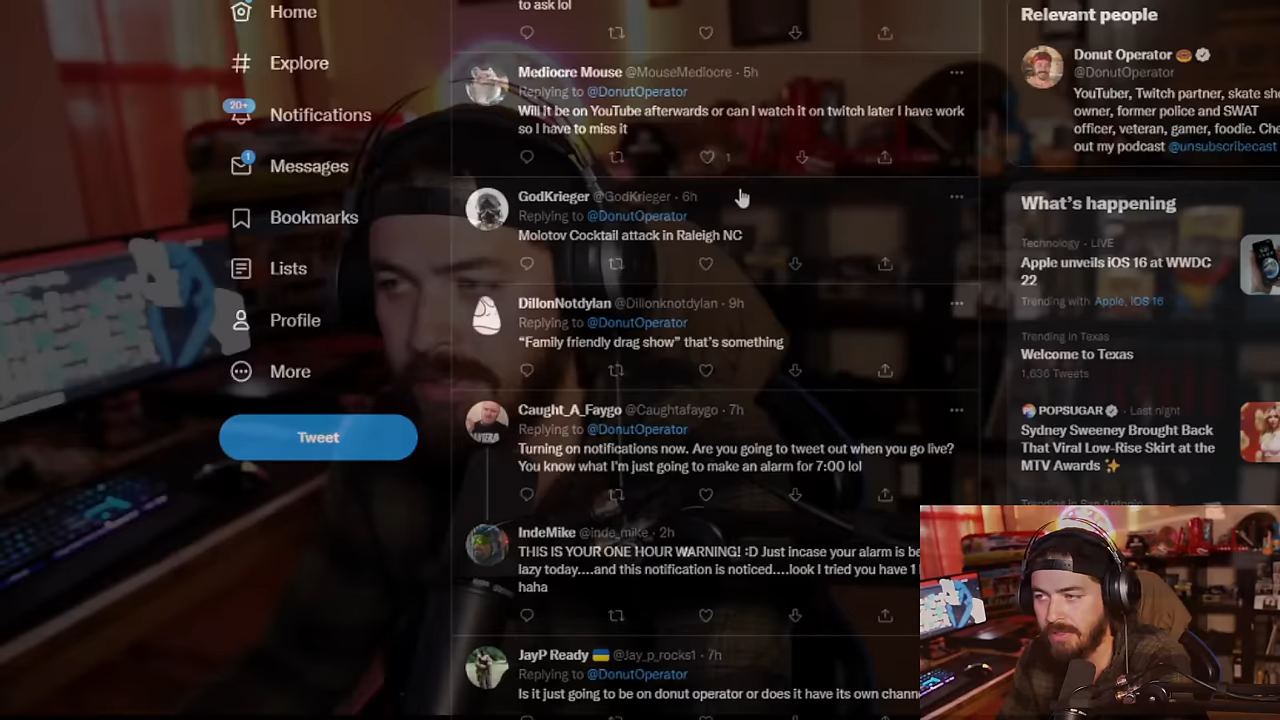 Home
Explore
20+
Notifications
1
Messages
Bookmarks
Lists
Profile
More
Tweet
to ask lol
Mediocre Mouse @MouseMediocre · 5h
Replying to @DonutOperator
Will it be on YouTube afterwards or can I watch it on twitch later I have work
so I have to miss it
1
GodKrieger @GodKrieger · 6h
Replying to @DonutOperator
Molotov Cocktail attack in Raleigh NC
DillonNotdylan @Dillonknotdylan · 9h
Replying to @DonutOperator
“Family friendly drag show” that’s something
Caught_A_Faygo @Caughtafaygo · 7h
Replying to @DonutOperator
Turning on notifications now. Are you going to tweet out when you go live?
You know what I’m just going to make an alarm for 7:00 lol
IndeMike @inde_mike · 2h
THIS IS YOUR ONE HOUR WARNING! :D Just incase your alarm is be
lazy today....and this notification is noticed....look I tried you have 1
haha
JayP Ready @Jay_p_rocks1 · 7h
Replying to @DonutOperator
Is it just going to be on donut operator or does it have its own chann
Relevant people
Donut Operator
@DonutOperator
YouTuber, Twitch partner, skate sh
owner, former police and SWAT
officer, veteran, gamer, foodie. Che
out my podcast @unsubscribecast
What’s happening
Technology · LIVE
Apple unveils iOS 16 at WWDC
22
Trending with Apple, iOS 16
Trending in Texas
Welcome to Texas
1,636 Tweets
POPSUGAR · Last night
Sydney Sweeney Brought Back
That Viral Low-Rise Skirt at the
MTV Awards ✨
Trending in San Antonio